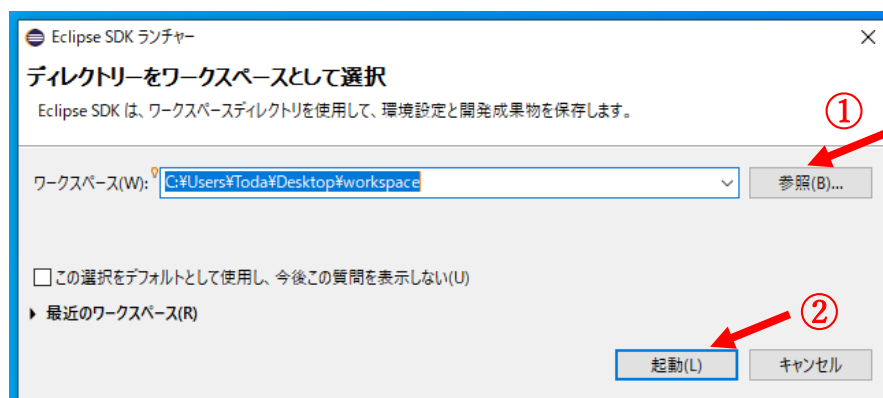 Eclipse SDK ランチャー
ディレクトリーをワークスペースとして選択
Eclipse SDK は、ワークスペースディレクトリを使用して、環境設定と開発成果物を保存します。
①
ワークスペース(W): C:¥Users¥Toda¥Desktop¥workspace 参照(B)...
この選択をデフォルトとして使用し、今後この質問を表示しない(U)
最近のワークスペース(R)
②
起動(L) キャンセル